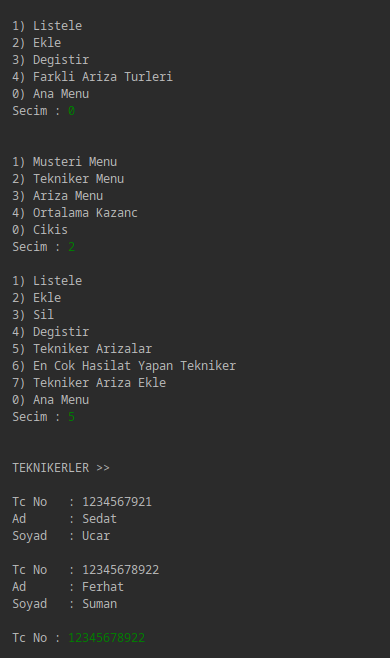 1) Listele
2) Ekle
3) Degistir
4) Farkli Ariza Turleri
0) Ana Menu
Secim : 0
1) Musteri Menu
2) Tekniker Menu
3) Ariza Menu
4) Ortalama Kazanc
0) Cikis
Secim : 2
1) Listele
2) Ekle
3) Sil
4) Degistir
5) Tekniker Arizalar
6) En Cok Hasilat Yapan Tekniker
7) Tekniker Ariza Ekle
0) Ana Menu
Secim : 5
TEKNIKERLER >>
Tc No   : 1234567921
Ad      : Sedat
Soyad   : Ucar
Tc No   : 12345678922
Ad      : Ferhat
Soyad   : Suman
Tc No : 12345678922